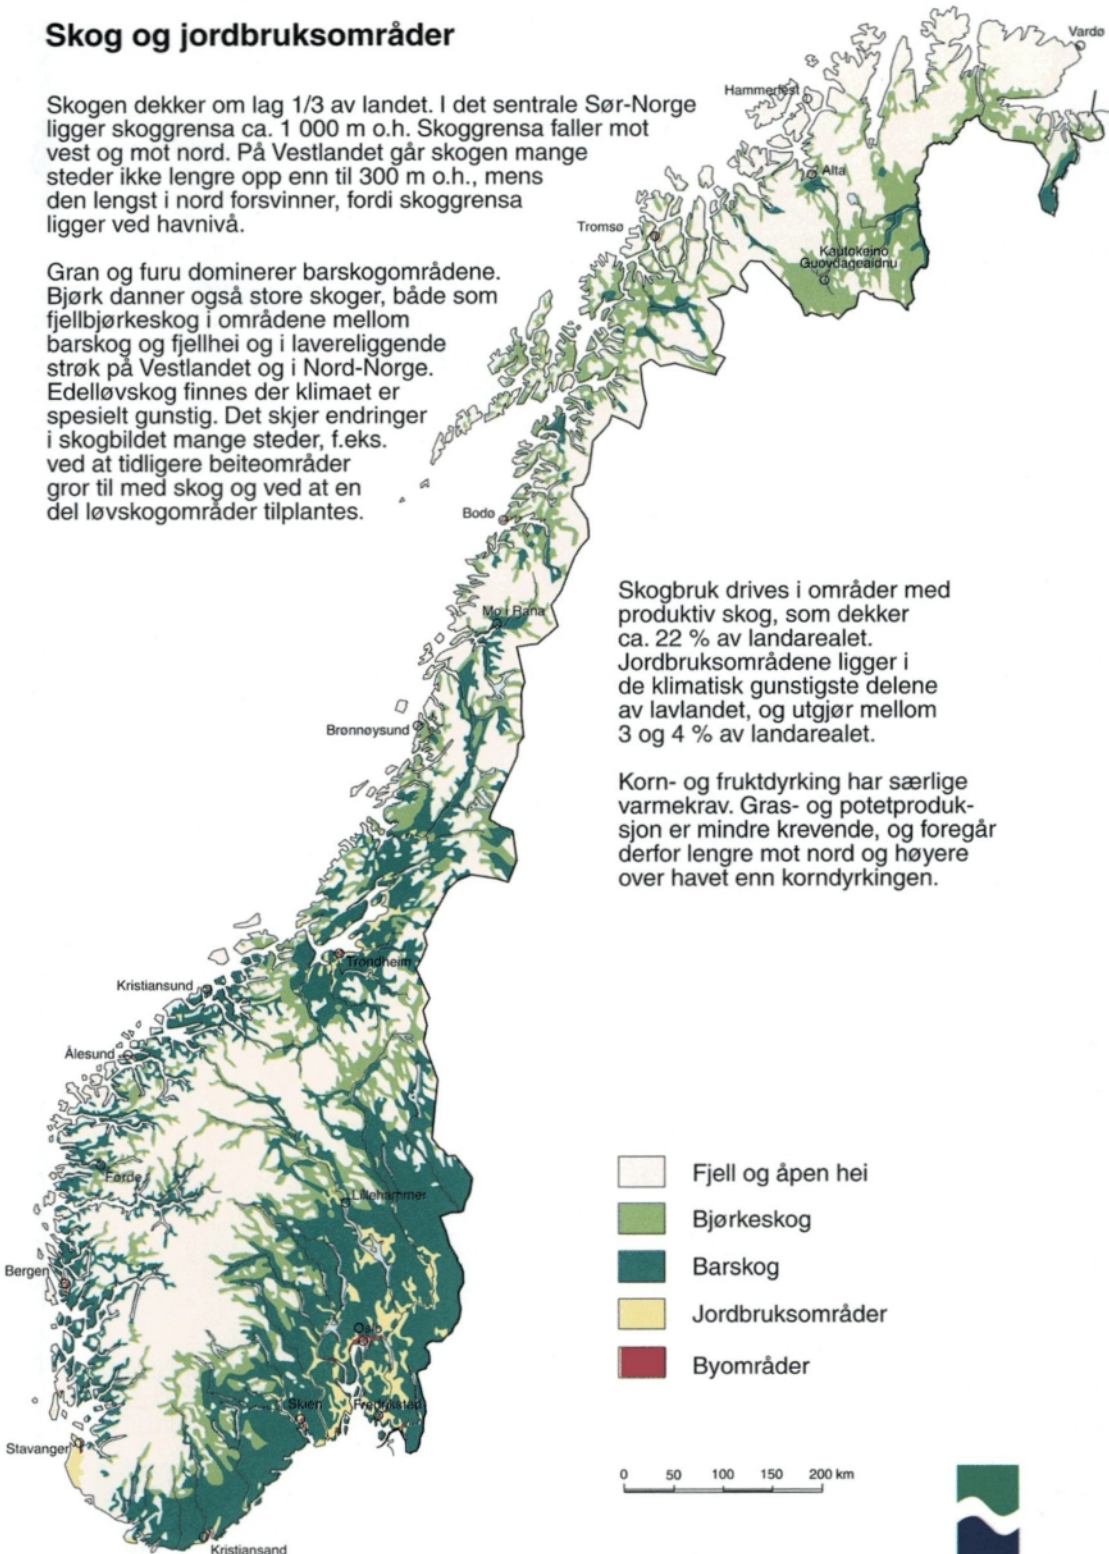 Skog og jordbruksområder
Skogen dekker om lag 1/3 av landet. I det sentrale Sør-Norge
ligger skoggrensa ca. 1 000 m o.h. Skoggrensa faller mot
vest og mot nord. På Vestlandet går skogen mange
steder ikke lengre opp enn til 300 m o.h., mens
den lengst i nord forsvinner, fordi skoggrensa
ligger ved havnivå.
Gran og furu dominerer barskogområdene.
Bjørk danner også store skoger, både som
fjellbjørkeskog i områdene mellom
barskog og fjellhei og i lavereliggende
strøk på Vestlandet og i Nord-Norge.
Edelløvskog finnes der klimaet er
spesielt gunstig. Det skjer endringer
i skogbildet mange steder, f.eks.
ved at tidligere beiteområder
gror til med skog og ved at en
del løvskogområder tilplantes.
Vardø
Hammerfest
Alta
Tromsø
Kautokeino
Guovdageaidnu
Bodø
Mo i Rana
Brønnøysund
Skogbruk drives i områder med
produktiv skog, som dekker
ca. 22 % av landarealet.
Jordbruksområdene ligger i
de klimatisk gunstigste delene
av lavlandet, og utgjør mellom
3 og 4 % av landarealet.
Korn- og fruktdyrking har særlige
varmekrav. Gras- og potetproduk-
sjon er mindre krevende, og foregår
derfor lengre mot nord og høyere
over havet enn korndyrkingen.
Trondheim
Kristiansund
Ålesund
Førde
Lillehammer
Bergen
Oslo
Skien
Fredrikstad
Stavanger
Kristiansand
Fjell og åpen hei
Bjørkeskog
Barskog
Jordbruksområder
Byområder
0 50 100 150 200 km